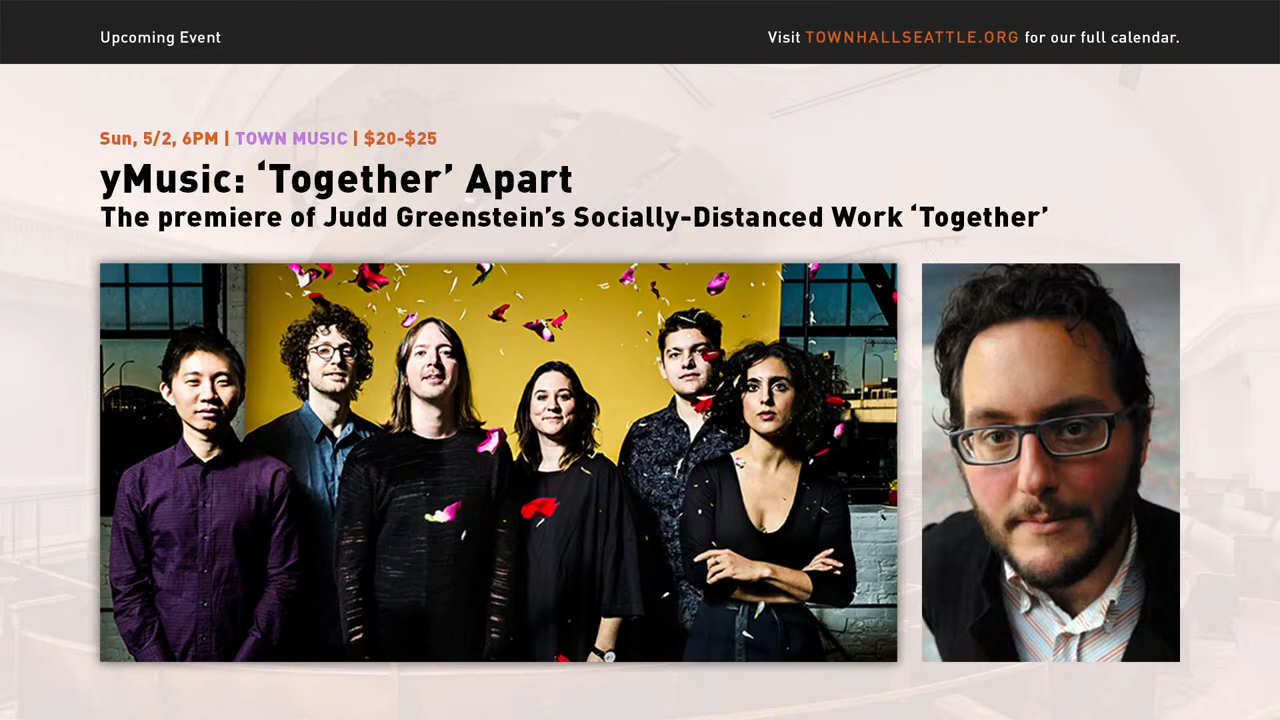 Upcoming Event
Visit TOWNHALLSEATTLE.ORG for our full calendar.
Sun, 5/2, 6PM | TOWN MUSIC | $20-$25
yMusic: ‘Together’ Apart
The premiere of Judd Greenstein’s Socially-Distanced Work ‘Together’